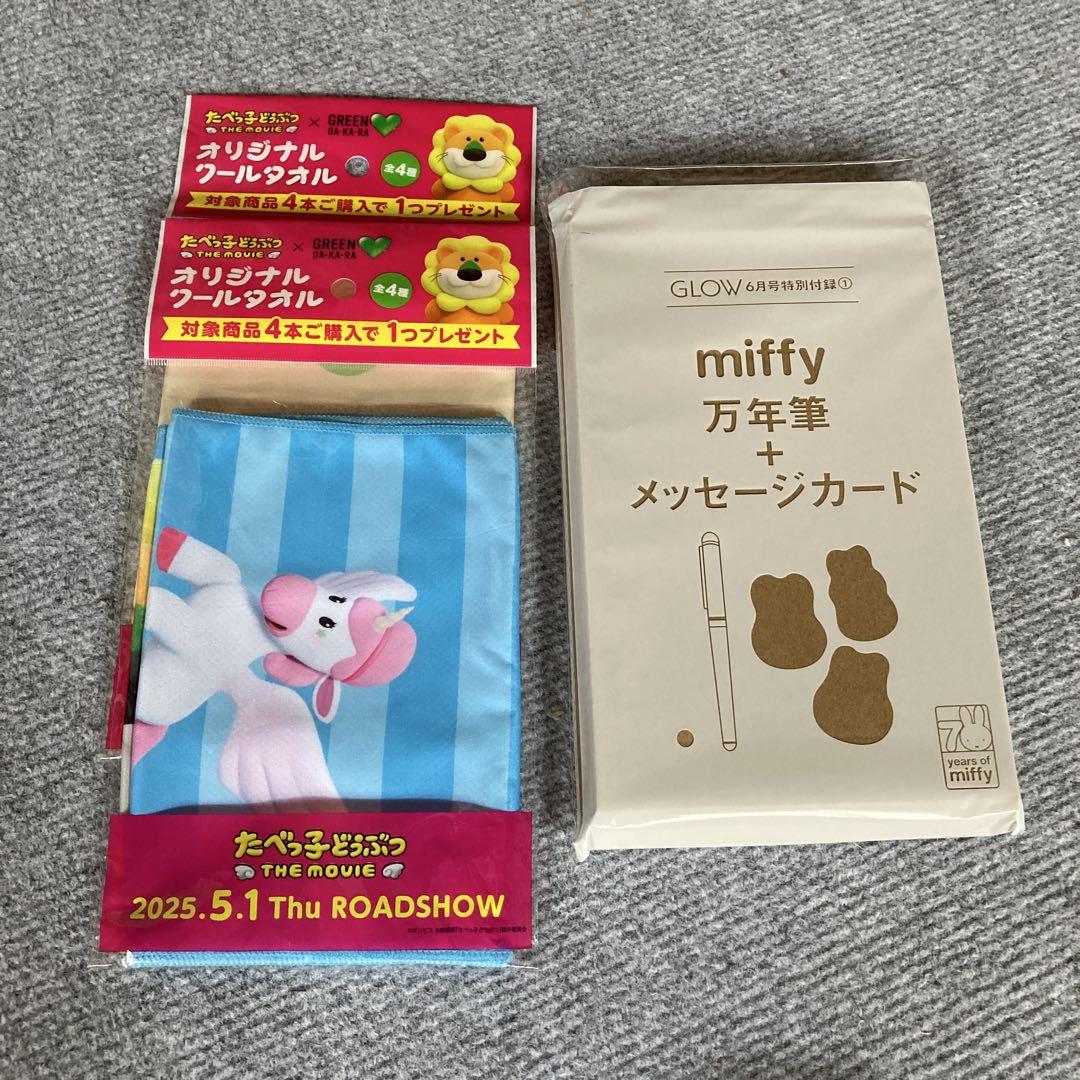 たべっ子どうぶつ
THE MOVIE
×
GREEN
DA・KA・RA
オリジナル
クールタオル
全4種
対象商品4本ご購入で1つプレゼント
たべっ子どうぶつ
THE MOVIE
×
GREEN
DA・KA・RA
オリジナル
クールタオル
全4種
対象商品4本ご購入で1つプレゼント
たべっ子どうぶつ
THE MOVIE
2025.5.1 Thu ROADSHOW
GLOW 6月号特別付録①
miffy
万年筆
+
メッセージカード
70
years of
miffy